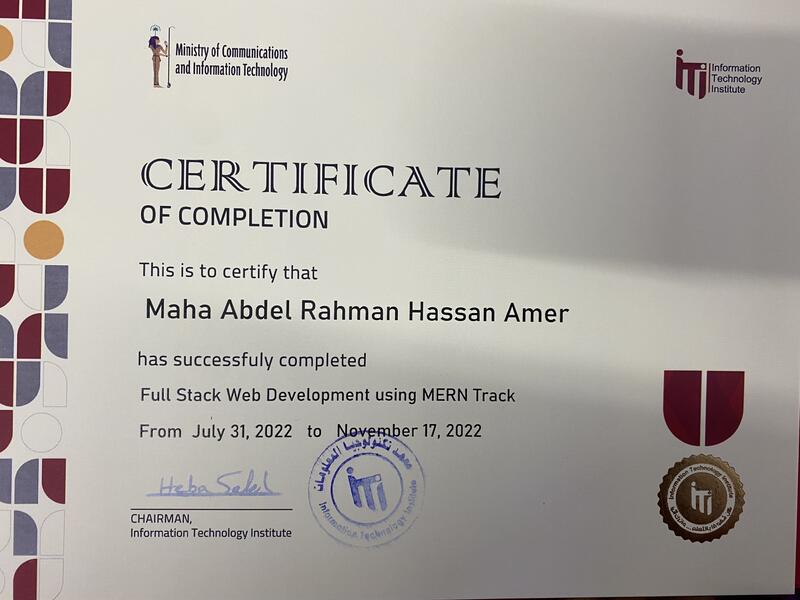 Ministry of Communications
and Information Technology
iTi
Information
Technology
Institute
CERTIFICATE
OF COMPLETION
This is to certify that
Maha Abdel Rahman Hassan Amer
has successfuly completed
Full Stack Web Development using MERN Track
From July 31, 2022 to November 17, 2022
Heba Saleh
CHAIRMAN,
Information Technology Institute
معهد تكنولوجيا المعلومات
iTi
Information Technology Institute
Information Technology Institute
iTi